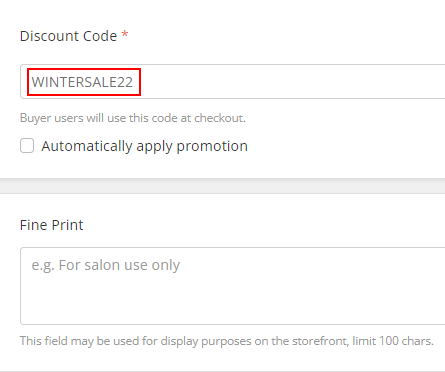 Discount Code *
WINTERSALE22
Buyer users will use this code at checkout.
Automatically apply promotion
Fine Print
e.g. For salon use only
This field may be used for display purposes on the storefront, limit 100 chars.